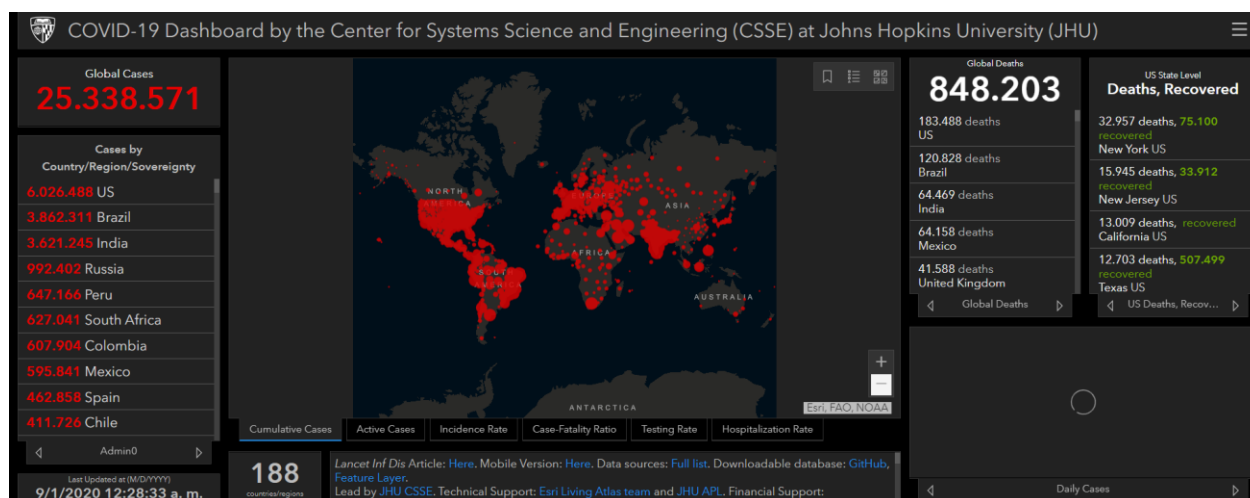 COVID-19 Dashboard by the Center for Systems Science and Engineering (CSSE) at Johns Hopkins University (JHU)
Global Cases
25.338.571
Cases by
Country/Region/Sovereignty
6.026.488 US
3.862.311 Brazil
3.621.245 India
992.402 Russia
647.166 Peru
627.041 South Africa
607.904 Colombia
595.841 Mexico
462.858 Spain
411.726 Chile
Admin0
Last Updated at (M/D/YYYY)
9/1/2020 12:28:33 a. m.
NORTH
AMERICA
SOUTH
AMERICA
EUROPE
ASIA
AFRICA
AUSTRALIA
ANTARCTICA
+
−
Esri, FAO, NOAA
Cumulative Cases
Active Cases
Incidence Rate
Case-Fatality Ratio
Testing Rate
Hospitalization Rate
188
countries/regions
Lancet Inf Dis Article: Here. Mobile Version: Here. Data sources: Full list. Downloadable database: GitHub,
Feature Layer.
Lead by JHU CSSE. Technical Support: Esri Living Atlas team and JHU APL. Financial Support:
Global Deaths
848.203
183.488 deaths
US
120.828 deaths
Brazil
64.469 deaths
India
64.158 deaths
Mexico
41.588 deaths
United Kingdom
Global Deaths
US State Level
Deaths, Recovered
32.957 deaths, 75.100
recovered
New York US
15.945 deaths, 33.912
recovered
New Jersey US
13.009 deaths, recovered
California US
12.703 deaths, 507.499
recovered
Texas US
US Deaths, Recov...
Daily Cases